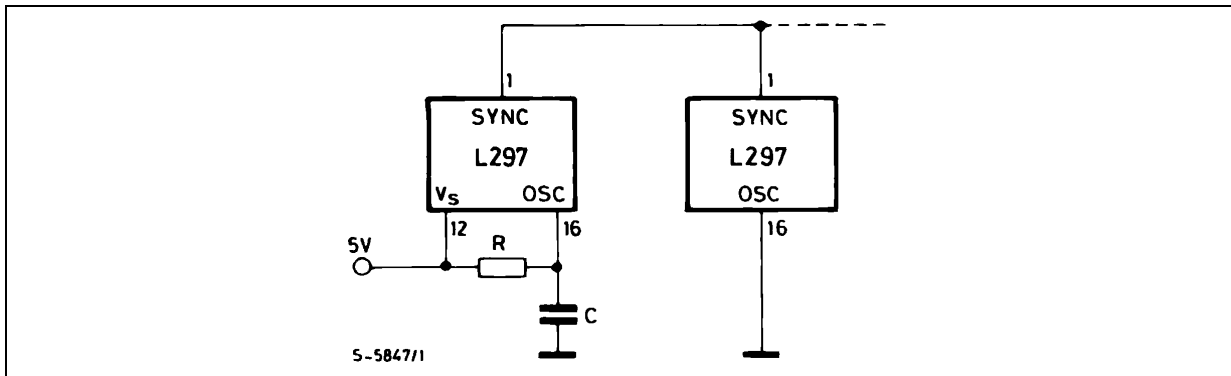 1
SYNC
L297
Vs OSC
12
16
5V
R
C
1
SYNC
L297
OSC
16
S-5847/1